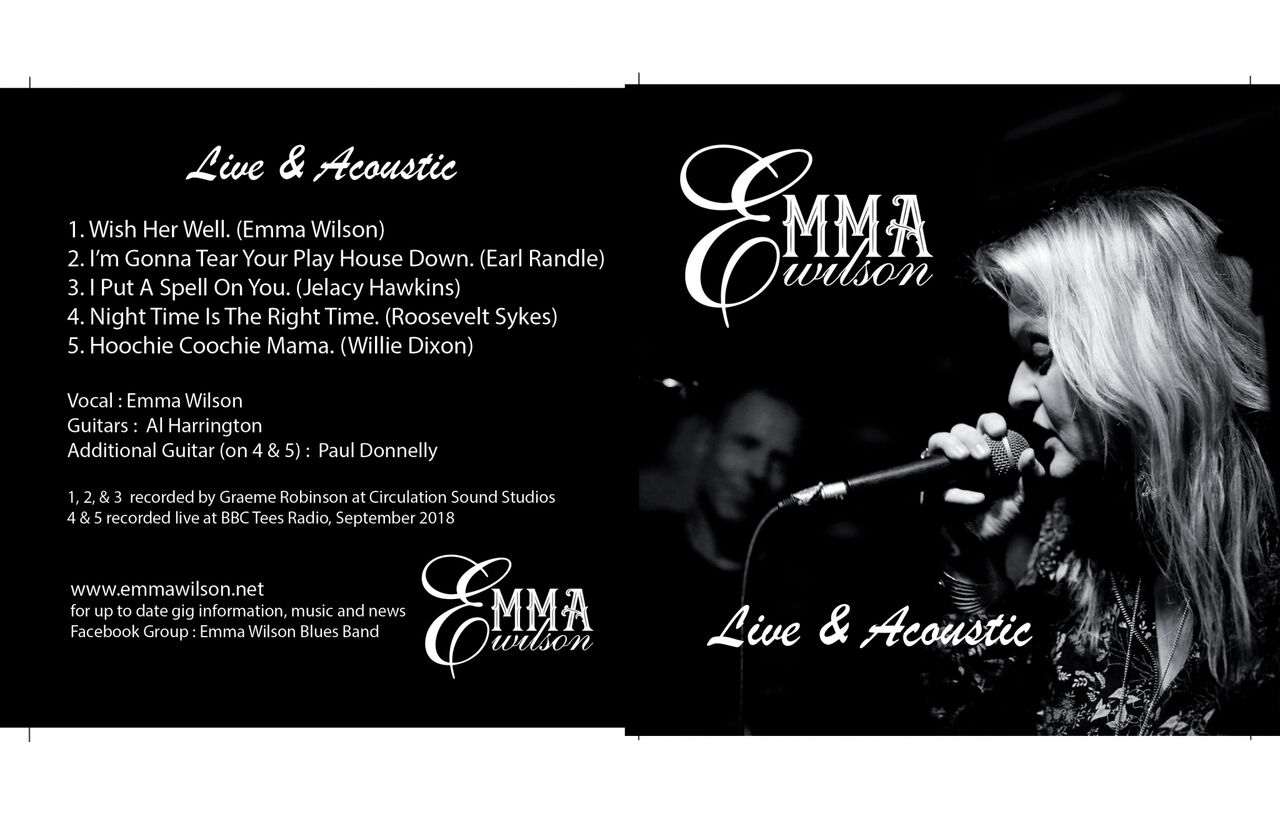 Live & Acoustic
1. Wish Her Well. (Emma Wilson)
2. I’m Gonna Tear Your Play House Down. (Earl Randle)
3. I Put A Spell On You. (Jelacy Hawkins)
4. Night Time Is The Right Time. (Roosevelt Sykes)
5. Hoochie Coochie Mama. (Willie Dixon)
Vocal : Emma Wilson
Guitars :  Al Harrington
Additional Guitar (on 4 & 5) :  Paul Donnelly
1, 2, & 3  recorded by Graeme Robinson at Circulation Sound Studios
4 & 5 recorded live at BBC Tees Radio, September 2018
www.emmawilson.net
for up to date gig information, music and news
Facebook Group : Emma Wilson Blues Band
EMMA
wilson
EMMA
wilson
Live & Acoustic